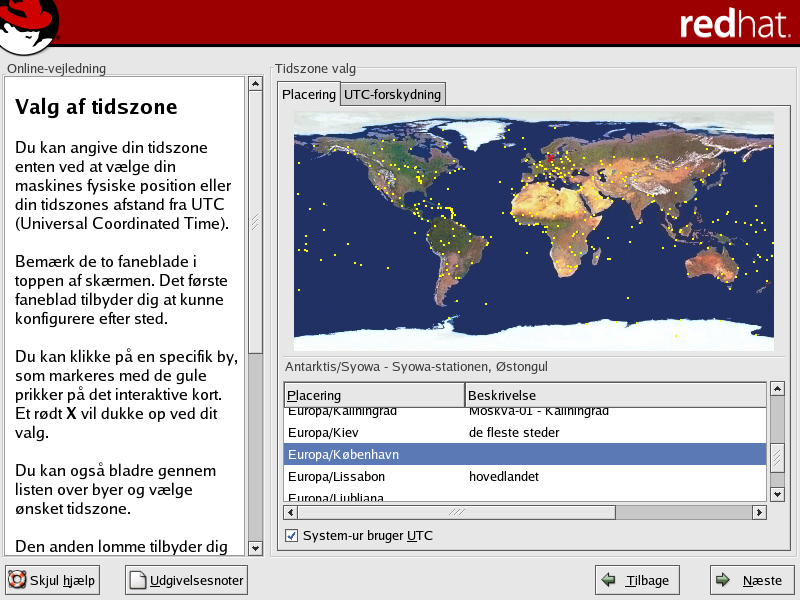 redhat.
Online-vejledning
Valg af tidszone
Du kan angive din tidszone
enten ved at vælge din
maskines fysiske position eller
din tidszones afstand fra UTC
(Universal Coordinated Time).
Bemærk de to faneblade i
toppen af skærmen. Det første
faneblad tilbyder dig at kunne
konfigurere efter sted.
Du kan klikke på en specifik by,
som markeres med de gule
prikker på det interaktive kort.
Et rødt X vil dukke op ved dit
valg.
Du kan også bladre gennem
listen over byer og vælge
ønsket tidszone.
Den anden lomme tilbyder dig
Tidszone valg
Placering UTC-forskydning
Antarktis/Syowa - Syowa-stationen, Østongul
Placering Beskrivelse
Europa/Kaliningrad Moskva-01 - Kaliningrad
Europa/Kiev de fleste steder
Europa/København
Europa/Lissabon hovedlandet
Europa/Ljubljana
System-ur bruger UTC
Skjul hjælp Udgivelsesnoter Tilbage Næste